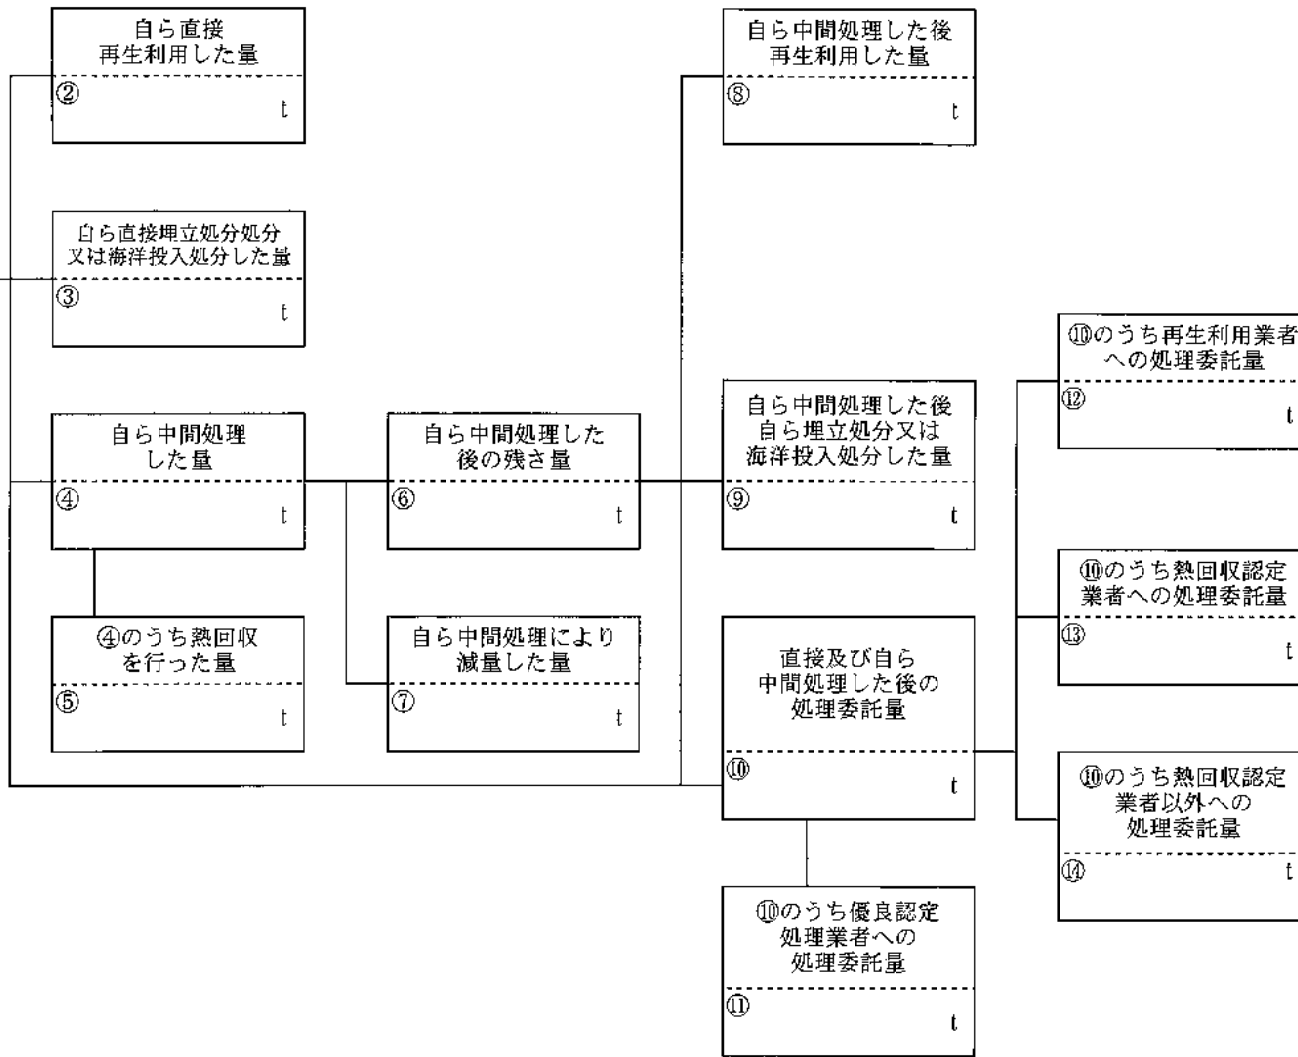 自ら直接
再生利用した量
②
t
自ら直接埋立処分処分
又は海洋投入処分した量
③
t
自ら中間処理
した量
④
t
④のうち熱回収
を行った量
⑤
t
自ら中間処理した
後の残さ量
⑥
t
自ら中間処理により
減量した量
⑦
t
自ら中間処理した後
再生利用した量
⑧
t
自ら中間処理した後
自ら埋立処分又は
海洋投入処分した量
⑨
t
直接及び自ら
中間処理した後の
処理委託量
⑩
t
⑩のうち優良認定
処理業者への
処理委託量
⑪
t
⑩のうち再生利用業者
への処理委託量
⑫
t
⑩のうち熱回収認定
業者への処理委託量
⑬
t
⑩のうち熱回収認定
業者以外への
処理委託量
⑭
t